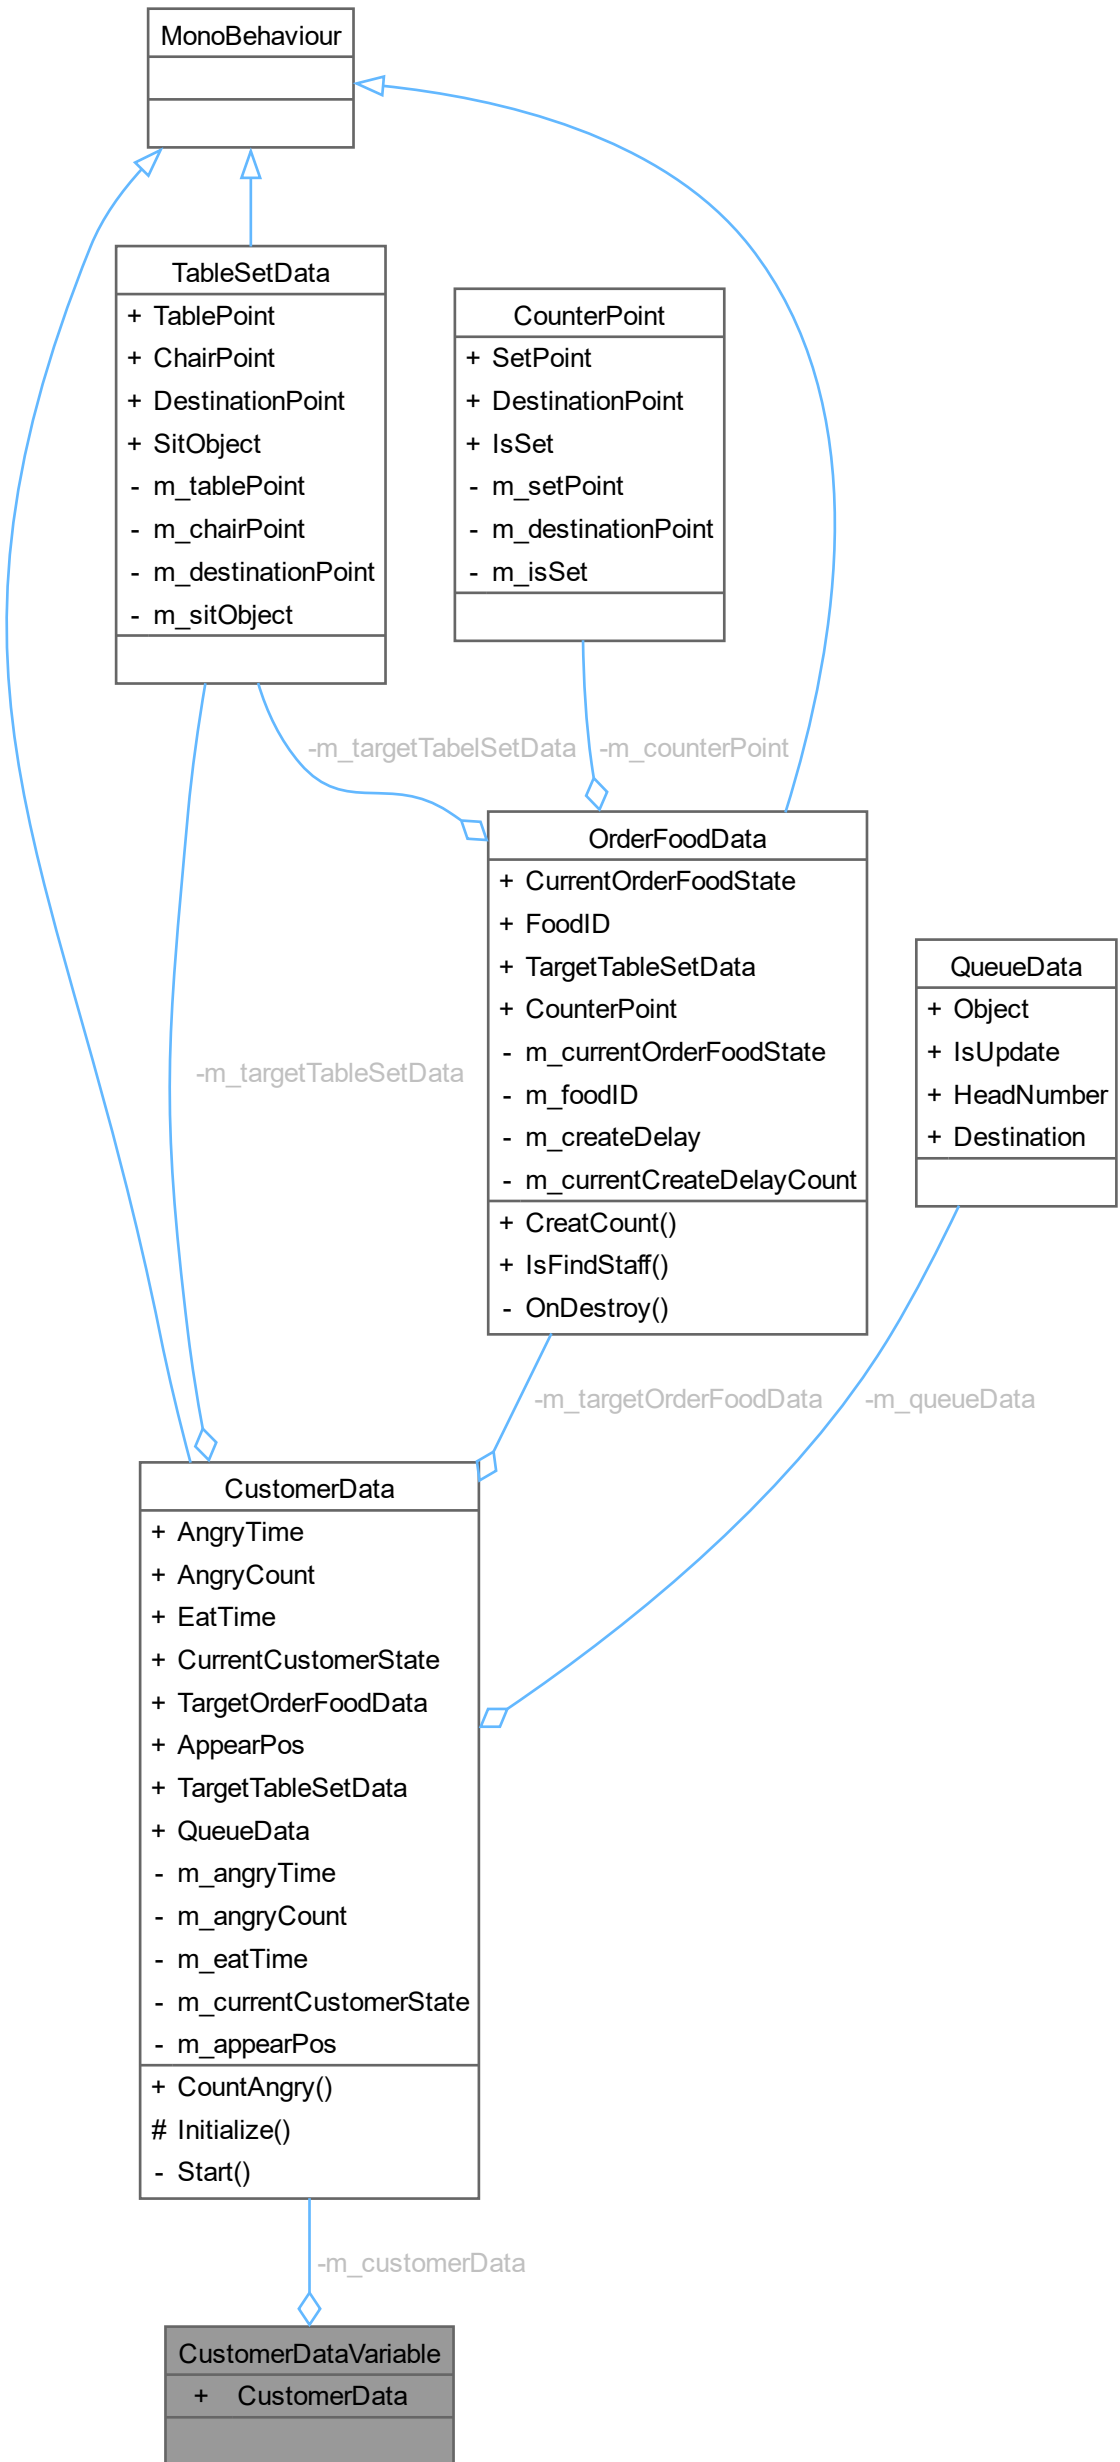 MonoBehaviour
TableSetData
+ TablePoint
+ ChairPoint
+ DestinationPoint
+ SitObject
- m_tablePoint
- m_chairPoint
- m_destinationPoint
- m_sitObject
CounterPoint
+ SetPoint
+ DestinationPoint
+ IsSet
- m_setPoint
- m_destinationPoint
- m_isSet
-m_targetTabelSetData
-m_counterPoint
OrderFoodData
+ CurrentOrderFoodState
+ FoodID
+ TargetTableSetData
+ CounterPoint
- m_currentOrderFoodState
- m_foodID
- m_createDelay
- m_currentCreateDelayCount
+ CreatCount()
+ IsFindStaff()
- OnDestroy()
QueueData
+ Object
+ IsUpdate
+ HeadNumber
+ Destination
-m_targetTableSetData
-m_targetOrderFoodData
-m_queueData
CustomerData
+ AngryTime
+ AngryCount
+ EatTime
+ CurrentCustomerState
+ TargetOrderFoodData
+ AppearPos
+ TargetTableSetData
+ QueueData
- m_angryTime
- m_angryCount
- m_eatTime
- m_currentCustomerState
- m_appearPos
+ CountAngry()
# Initialize()
- Start()
-m_customerData
CustomerDataVariable
+ CustomerData